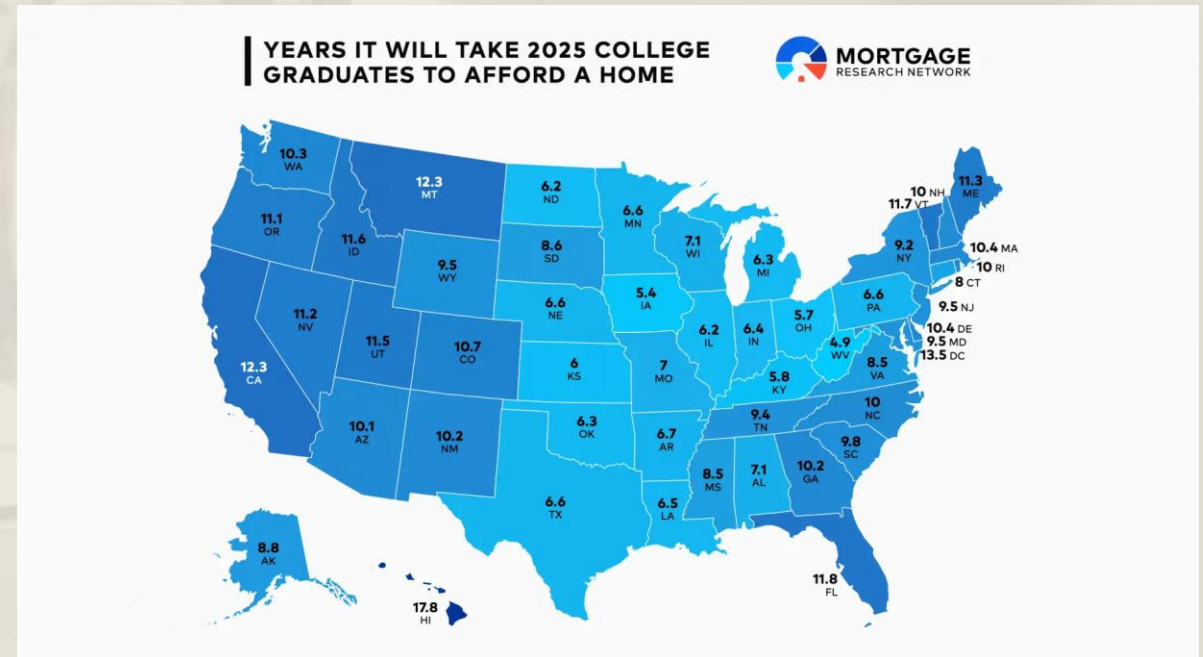 YEARS IT WILL TAKE 2025 COLLEGE
GRADUATES TO AFFORD A HOME
MORTGAGE
RESEARCH NETWORK
10.3
WA
11.1
OR
12.3
CA
11.2
NV
11.6
ID
12.3
MT
9.5
WY
11.5
UT
10.7
CO
10.1
AZ
10.2
NM
6.2
ND
8.6
SD
6.6
NE
6
KS
6.3
OK
6.6
TX
6.6
MN
5.4
IA
7
MO
6.7
AR
6.5
LA
7.1
WI
6.2
IL
6.3
MI
6.4
IN
5.7
OH
5.8
KY
9.4
TN
8.5
MS
7.1
AL
10.2
GA
11.8
FL
9.8
SC
10
NC
8.5
VA
4.9
WV
6.6
PA
9.2
NY
11.3
ME
10 NH
11.7 VT
10.4 MA
10 RI
8 CT
9.5 NJ
10.4 DE
9.5 MD
13.5 DC
8.8
AK
17.8
HI